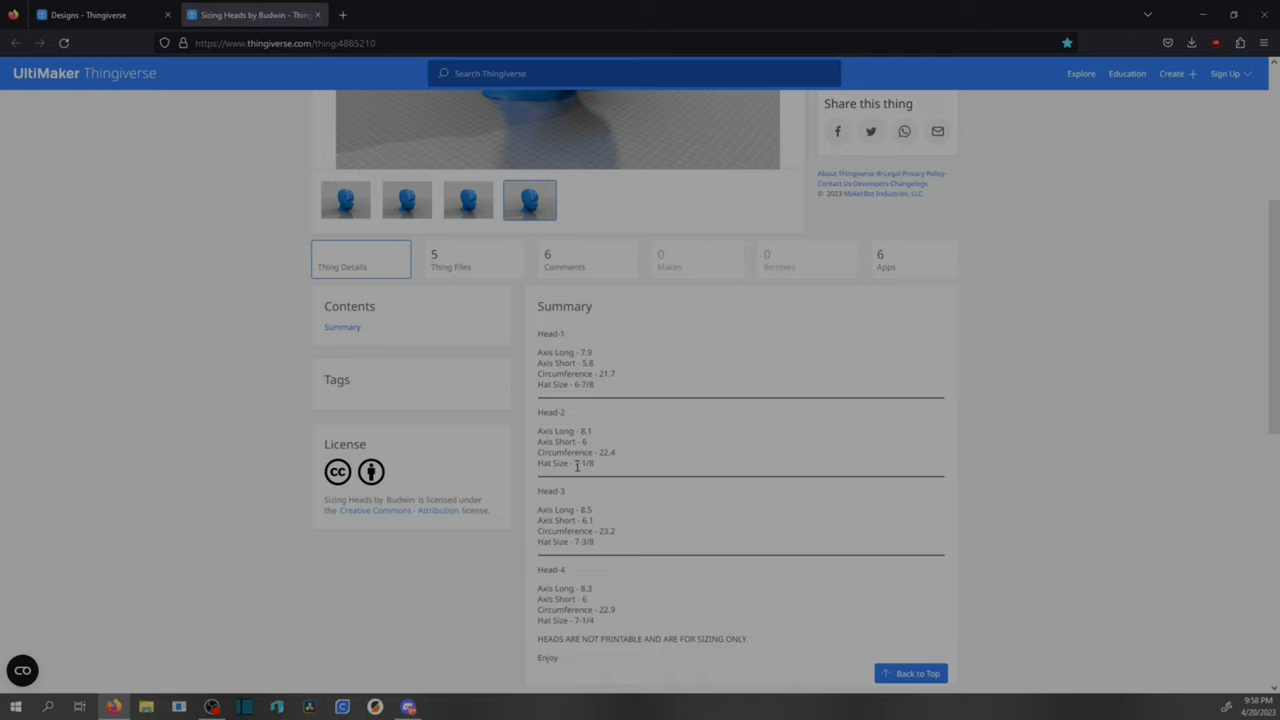 Designs - Thingiverse
Sizing Heads by Budwin - Thing
https://www.thingiverse.com/thing:4885210
UltiMaker Thingiverse
Search Thingiverse
Explore
Education
Create
Sign Up
Share this thing
About Thingiverse ® Legal Privacy Policy
Contact Us Developers Changelogs
© 2023 MakerBot Industries, LLC
Thing Details
5
Thing Files
6
Comments
0
Makes
0
Remixes
6
Apps
Contents
Summary
Tags
License
Sizing Heads by Budwin is licensed under
the Creative Commons - Attribution license.
Summary
Head-1
Axis Long - 7.9
Axis Short - 5.8
Circumference - 21.7
Hat Size - 6-7/8
Head-2
Axis Long - 8.1
Axis Short - 6
Circumference - 22.4
Hat Size - 7-1/8
Head-3
Axis Long - 8.5
Axis Short - 6.1
Circumference - 23.2
Hat Size - 7-3/8
Head-4
Axis Long - 8.3
Axis Short - 6
Circumference - 22.9
Hat Size - 7-1/4
HEADS ARE NOT PRINTABLE AND ARE FOR SIZING ONLY.
Enjoy
Back to Top
9:58 PM
4/20/2023